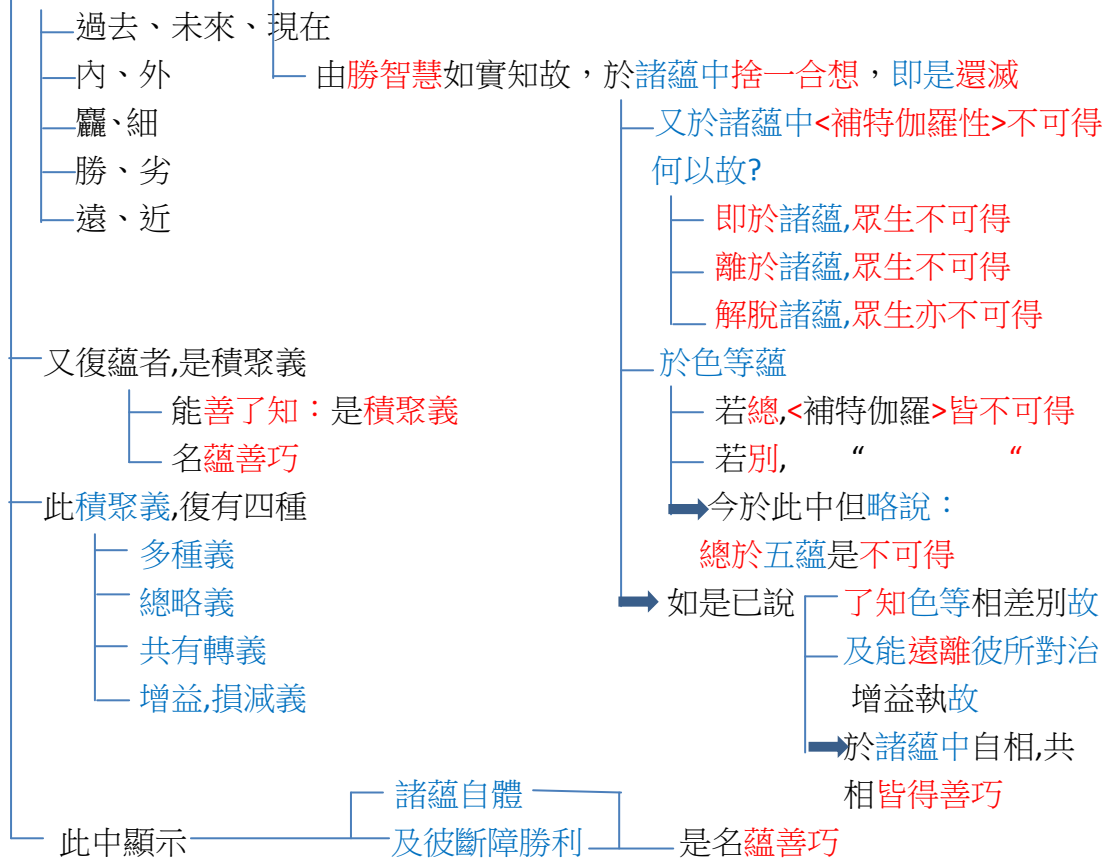 過去、未來、現在
內、外
麤、細
勝、劣
遠、近
由勝智慧如實知故，於諸蘊中捨一合想，即是還滅
又於諸蘊中<補特伽羅性>不可得
何以故?
即於諸蘊,眾生不可得
離於諸蘊,眾生不可得
解脫諸蘊,眾生亦不可得
於色等蘊
若總,<補特伽羅>皆不可得
若別, “ “
今於此中但略說：
總於五蘊是不可得
如是已說
了知色等相差別故
及能遠離彼所對治
增益執故
於諸蘊中自相,共
相皆得善巧
又復蘊者,是積聚義
能善了知：是積聚義
名蘊善巧
此積聚義,復有四種
多種義
總略義
共有轉義
增益,損減義
此中顯示
諸蘊自體
及彼斷障勝利
是名蘊善巧